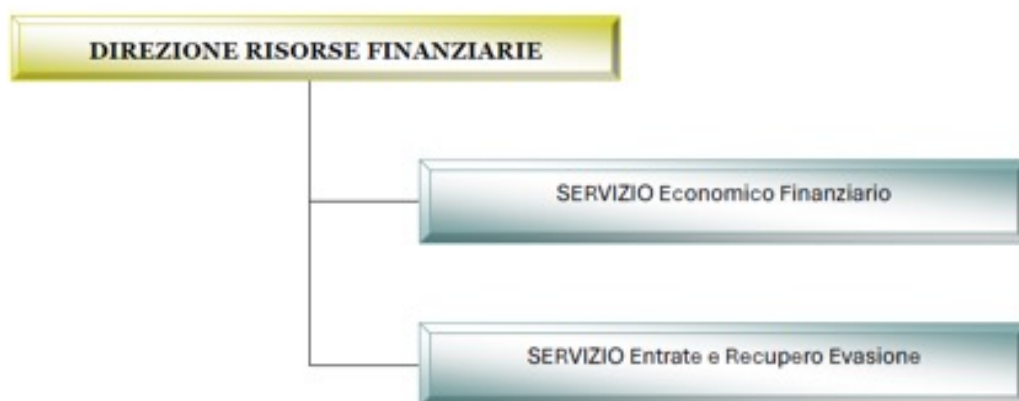 DIREZIONE RISORSE FINANZIARIE
SERVIZIO Economico Finanziario
SERVIZIO Entrate e Recupero Evasione